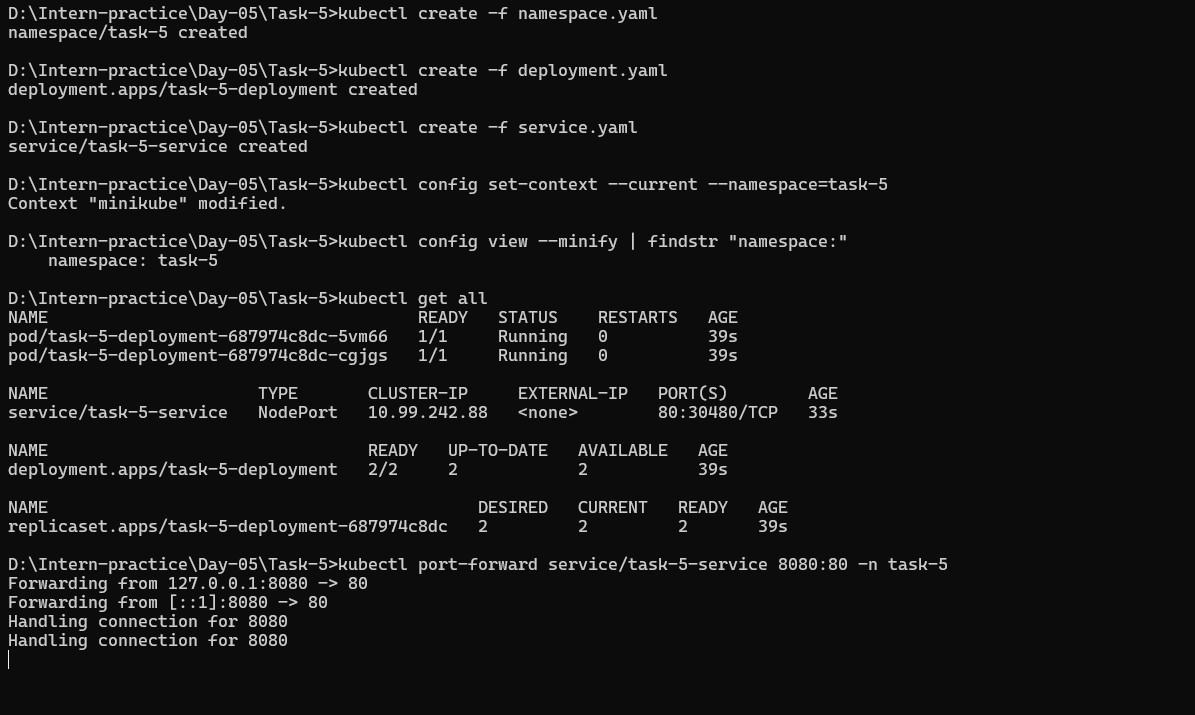 D:\Intern-practice\Day-05\Task-5>kubectl create -f namespace.yaml
namespace/task-5 created
D:\Intern-practice\Day-05\Task-5>kubectl create -f deployment.yaml
deployment.apps/task-5-deployment created
D:\Intern-practice\Day-05\Task-5>kubectl create -f service.yaml
service/task-5-service created
D:\Intern-practice\Day-05\Task-5>kubectl config set-context --current --namespace=task-5
Context "minikube" modified.
D:\Intern-practice\Day-05\Task-5>kubectl config view --minify | findstr "namespace:"
    namespace: task-5
D:\Intern-practice\Day-05\Task-5>kubectl get all
NAME                                     READY   STATUS    RESTARTS   AGE
pod/task-5-deployment-687974c8dc-5vm66   1/1     Running   0          39s
pod/task-5-deployment-687974c8dc-cgjgs   1/1     Running   0          39s
NAME                     TYPE       CLUSTER-IP     EXTERNAL-IP   PORT(S)        AGE
service/task-5-service   NodePort   10.99.242.88   <none>        80:30480/TCP   33s
NAME                                READY   UP-TO-DATE   AVAILABLE   AGE
deployment.apps/task-5-deployment   2/2     2            2           39s
NAME                                           DESIRED   CURRENT   READY   AGE
replicaset.apps/task-5-deployment-687974c8dc   2         2         2       39s
D:\Intern-practice\Day-05\Task-5>kubectl port-forward service/task-5-service 8080:80 -n task-5
Forwarding from 127.0.0.1:8080 -> 80
Forwarding from [::1]:8080 -> 80
Handling connection for 8080
Handling connection for 8080